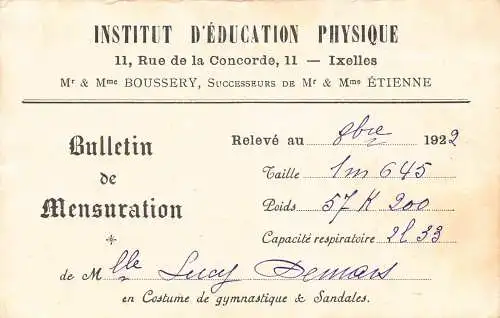 INSTITUT D'ÉDUCATION PHYSIQUE
11, Rue de la Concorde, 11 — Ixelles
Mr & Mme BOUSSERY, Successeurs de Mr & Mme ÉTIENNE
Bulletin de Mensuration
Relevé au 8bre 1922
Taille 1m 645
Poids 57 K 200
Capacité respiratoire 2l 33
de Mlle Lucy Demars
en Costume de gymnastique & Sandales.